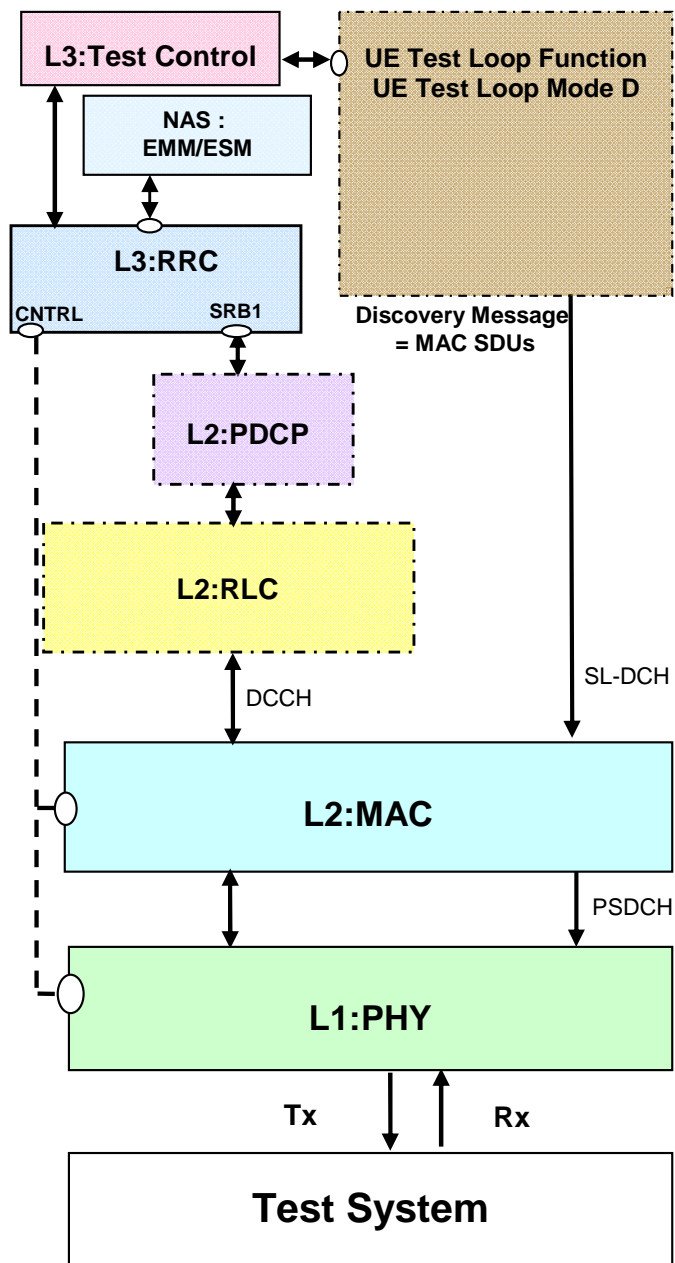 L3:Test Control
UE Test Loop Function
UE Test Loop Mode D
NAS :
EMM/ESM
L3:RRC
CNTRL
SRB1
Discovery Message
= MAC SDUs
L2:PDCP
L2:RLC
DCCH
SL-DCH
L2:MAC
PSDCH
L1:PHY
Tx
Rx
Test System